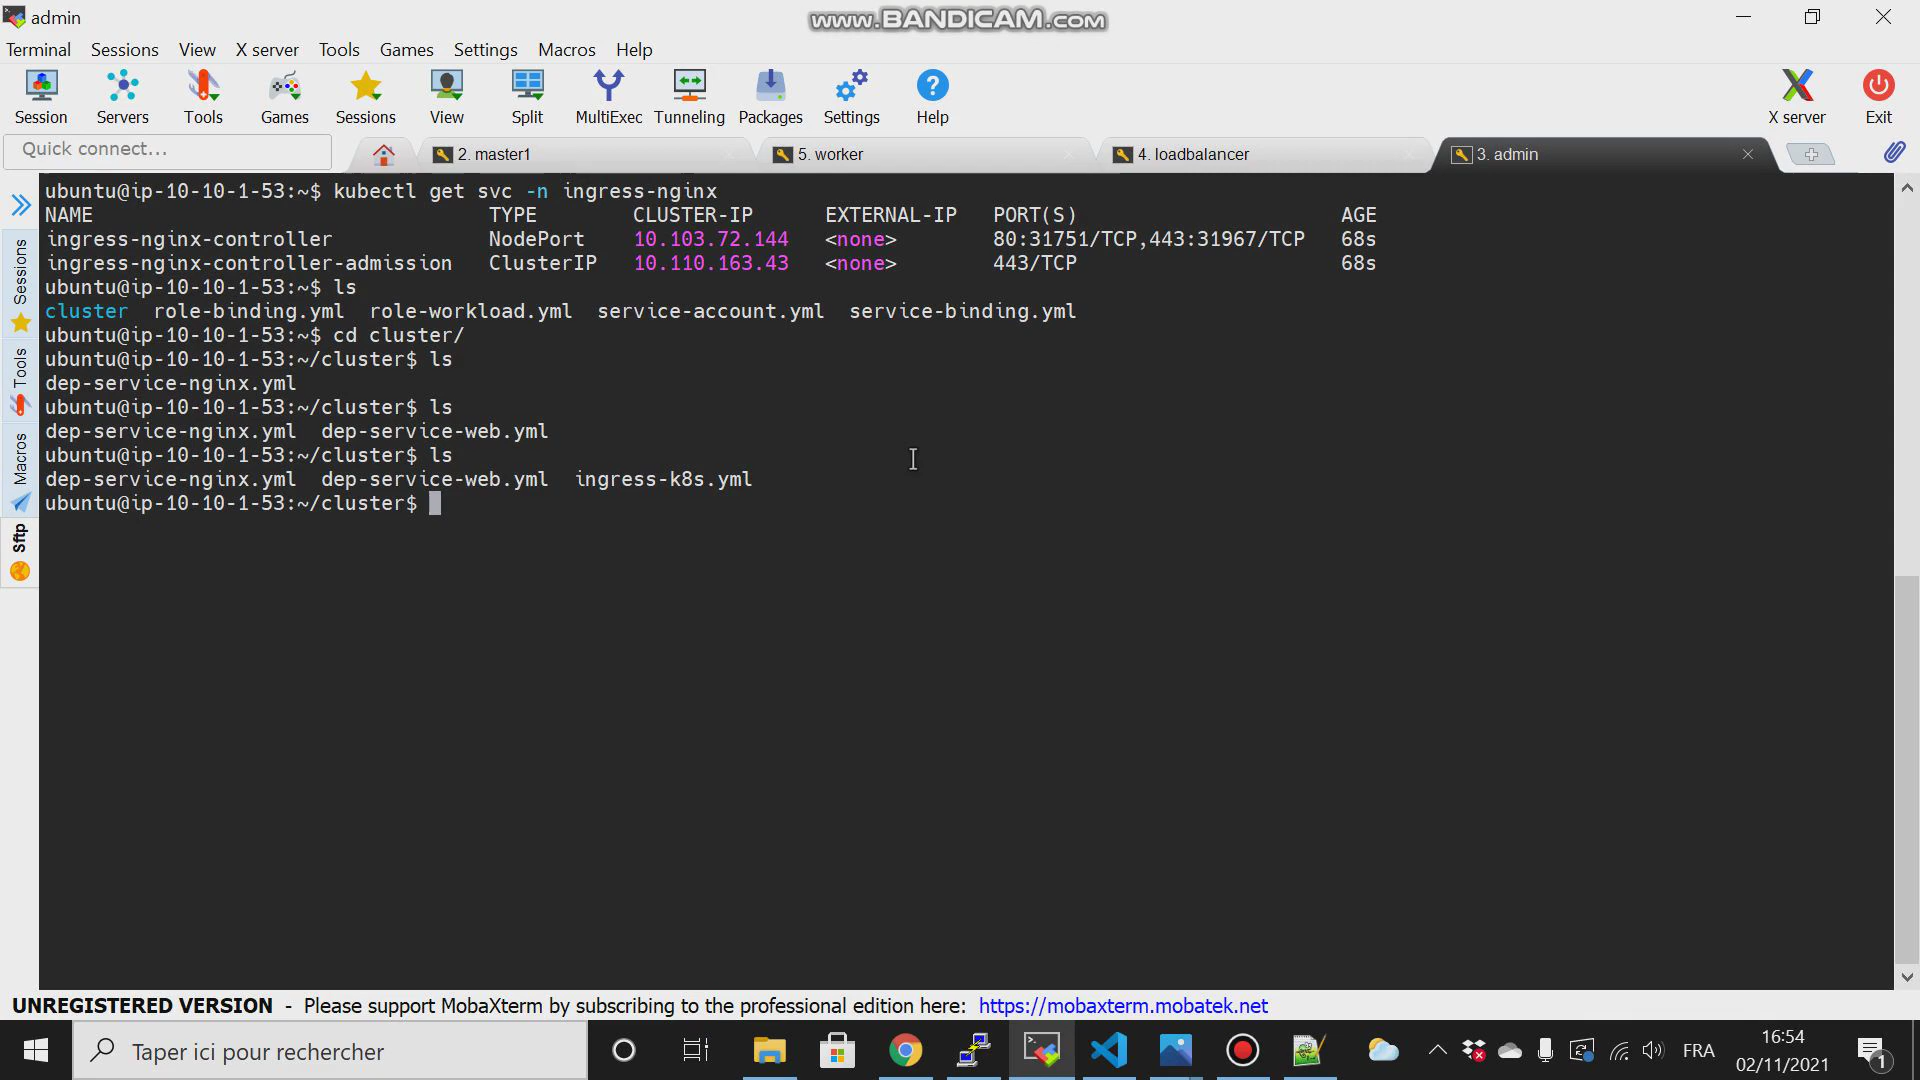 admin
www.BANDICAM.com
Terminal Sessions View X server Tools Games Settings Macros Help
Session Servers Tools Games Sessions View Split MultiExec Tunneling Packages Settings Help X server Exit
Quick connect...
2. master1
5. worker
4. loadbalancer
3. admin
Sessions
Tools
Macros
Sftp
ubuntu@ip-10-10-1-53:~$ kubectl get svc -n ingress-nginx
NAME TYPE CLUSTER-IP EXTERNAL-IP PORT(S) AGE
ingress-nginx-controller NodePort 10.103.72.144 <none> 80:31751/TCP,443:31967/TCP 68s
ingress-nginx-controller-admission ClusterIP 10.110.163.43 <none> 443/TCP 68s
ubuntu@ip-10-10-1-53:~$ ls
cluster role-binding.yml role-workload.yml service-account.yml service-binding.yml
ubuntu@ip-10-10-1-53:~$ cd cluster/
ubuntu@ip-10-10-1-53:~/cluster$ ls
dep-service-nginx.yml
ubuntu@ip-10-10-1-53:~/cluster$ ls
dep-service-nginx.yml dep-service-web.yml
ubuntu@ip-10-10-1-53:~/cluster$ ls
dep-service-nginx.yml dep-service-web.yml ingress-k8s.yml
ubuntu@ip-10-10-1-53:~/cluster$
UNREGISTERED VERSION - Please support MobaXterm by subscribing to the professional edition here: https://mobaxterm.mobatek.net
Taper ici pour rechercher
FRA
16:54
02/11/2021
1